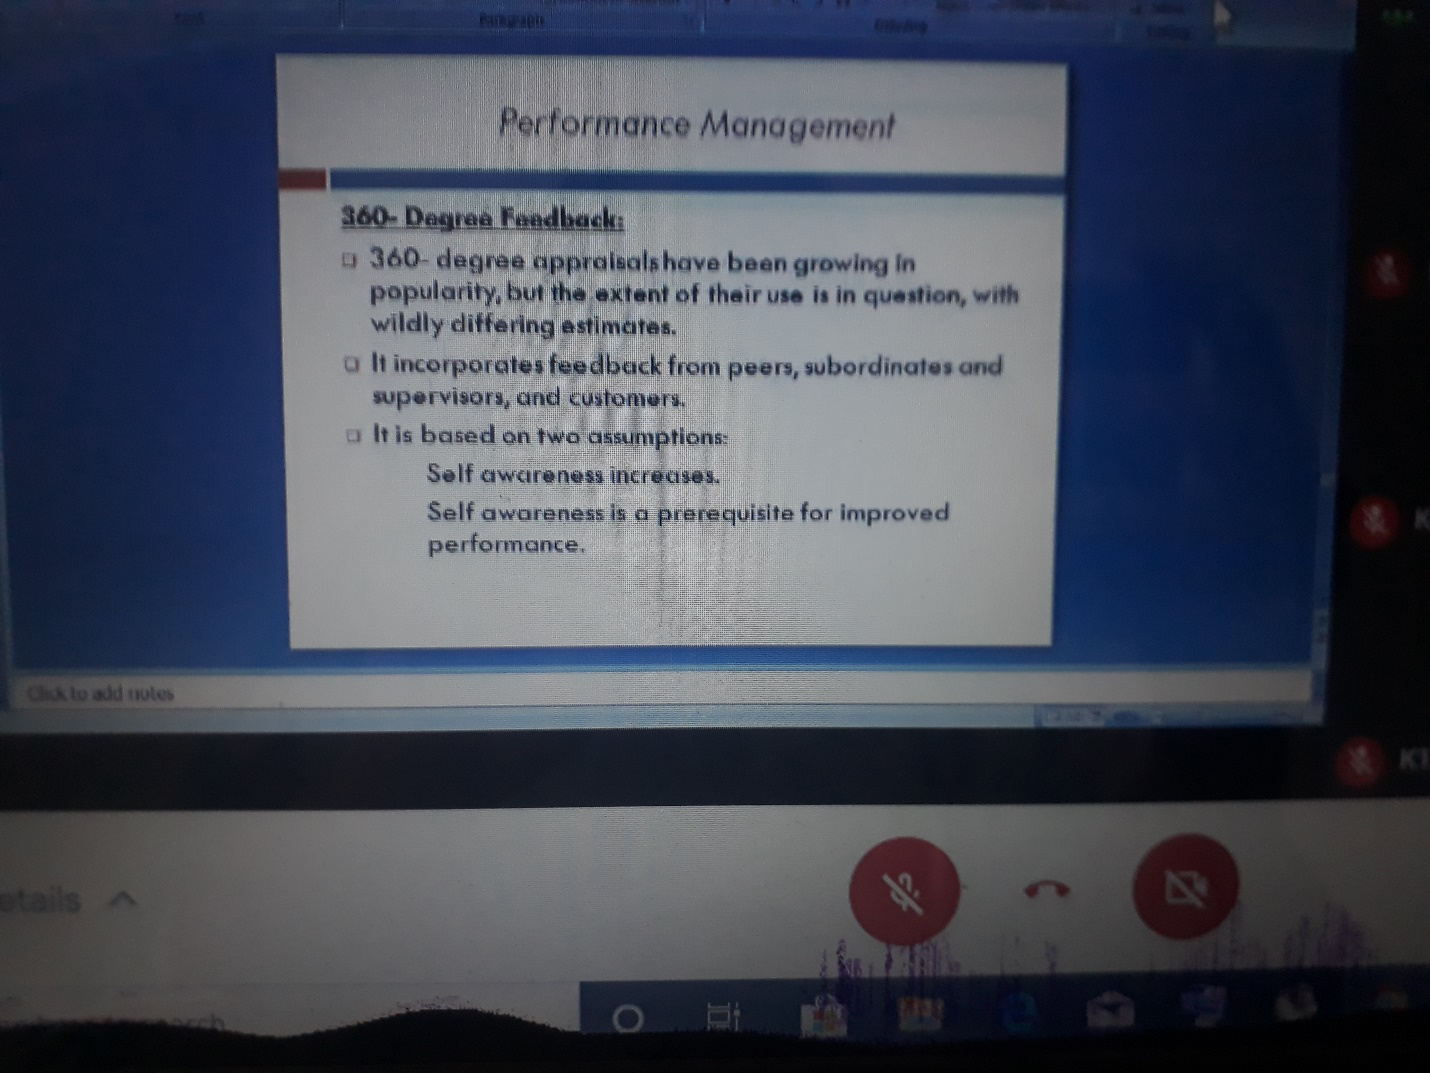 Paragraph
Performance Management
360- Degree Feedback:
360- degree appraisals have been growing in
popularity, but the extent of their use is in question, with
wildly differing estimates.
It incorporates feedback from peers, subordinates and
supervisors, and customers.
It is based on two assumptions:
Self awareness increases.
Self awareness is a prerequisite for improved
performance.
Click to add notes
K
KT
etails